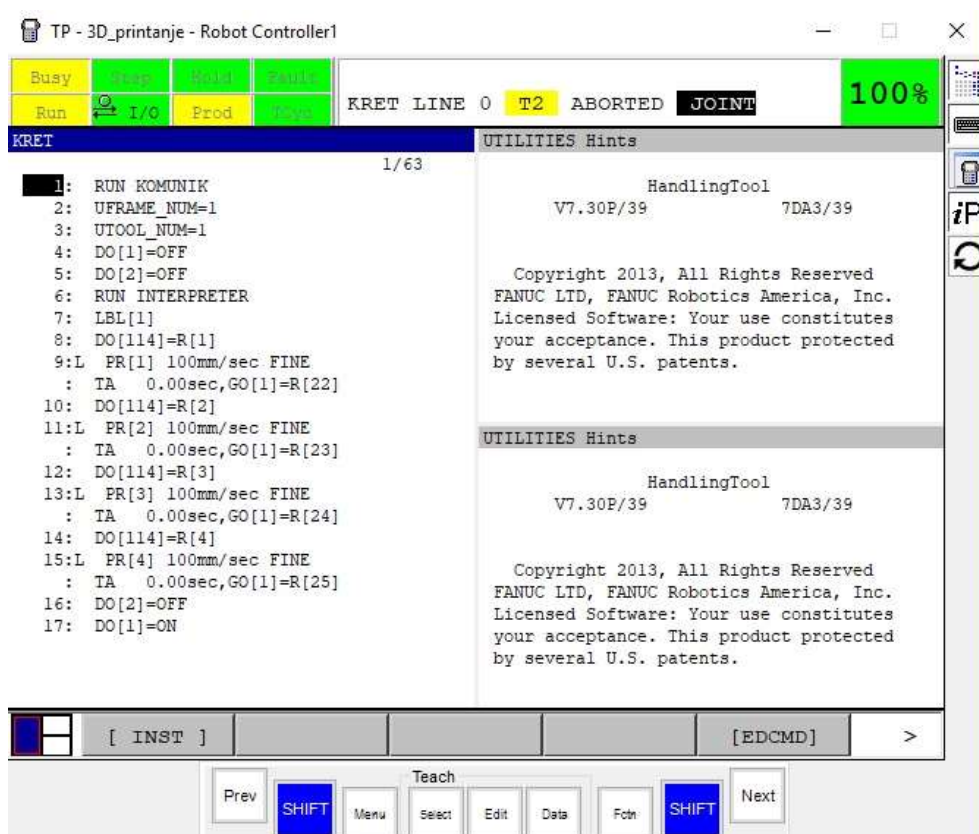 TP - 3D_printanje - Robot Controller1
Busy Step Hold Fault
Run I/O Prod TCyc
KRET LINE 0 T2 ABORTED JOINT
100%
KRET
1/63
1: RUN KOMUNIK
2: UFRAME_NUM=1
3: UTOOL_NUM=1
4: DO[1]=OFF
5: DO[2]=OFF
6: RUN INTERPRETER
7: LBL[1]
8: DO[114]=R[1]
9:L PR[1] 100mm/sec FINE
: TA 0.00sec,GO[1]=R[22]
10: DO[114]=R[2]
11:L PR[2] 100mm/sec FINE
: TA 0.00sec,GO[1]=R[23]
12: DO[114]=R[3]
13:L PR[3] 100mm/sec FINE
: TA 0.00sec,GO[1]=R[24]
14: DO[114]=R[4]
15:L PR[4] 100mm/sec FINE
: TA 0.00sec,GO[1]=R[25]
16: DO[2]=OFF
17: DO[1]=ON
UTILITIES Hints
HandlingTool
V7.30P/39 7DA3/39
Copyright 2013, All Rights Reserved
FANUC LTD, FANUC Robotics America, Inc.
Licensed Software: Your use constitutes
your acceptance. This product protected
by several U.S. patents.
UTILITIES Hints
HandlingTool
V7.30P/39 7DA3/39
Copyright 2013, All Rights Reserved
FANUC LTD, FANUC Robotics America, Inc.
Licensed Software: Your use constitutes
your acceptance. This product protected
by several U.S. patents.
iP
[ INST ] [EDCMD] >
Teach
Prev SHIFT Menu Select Edit Data Fctn SHIFT Next